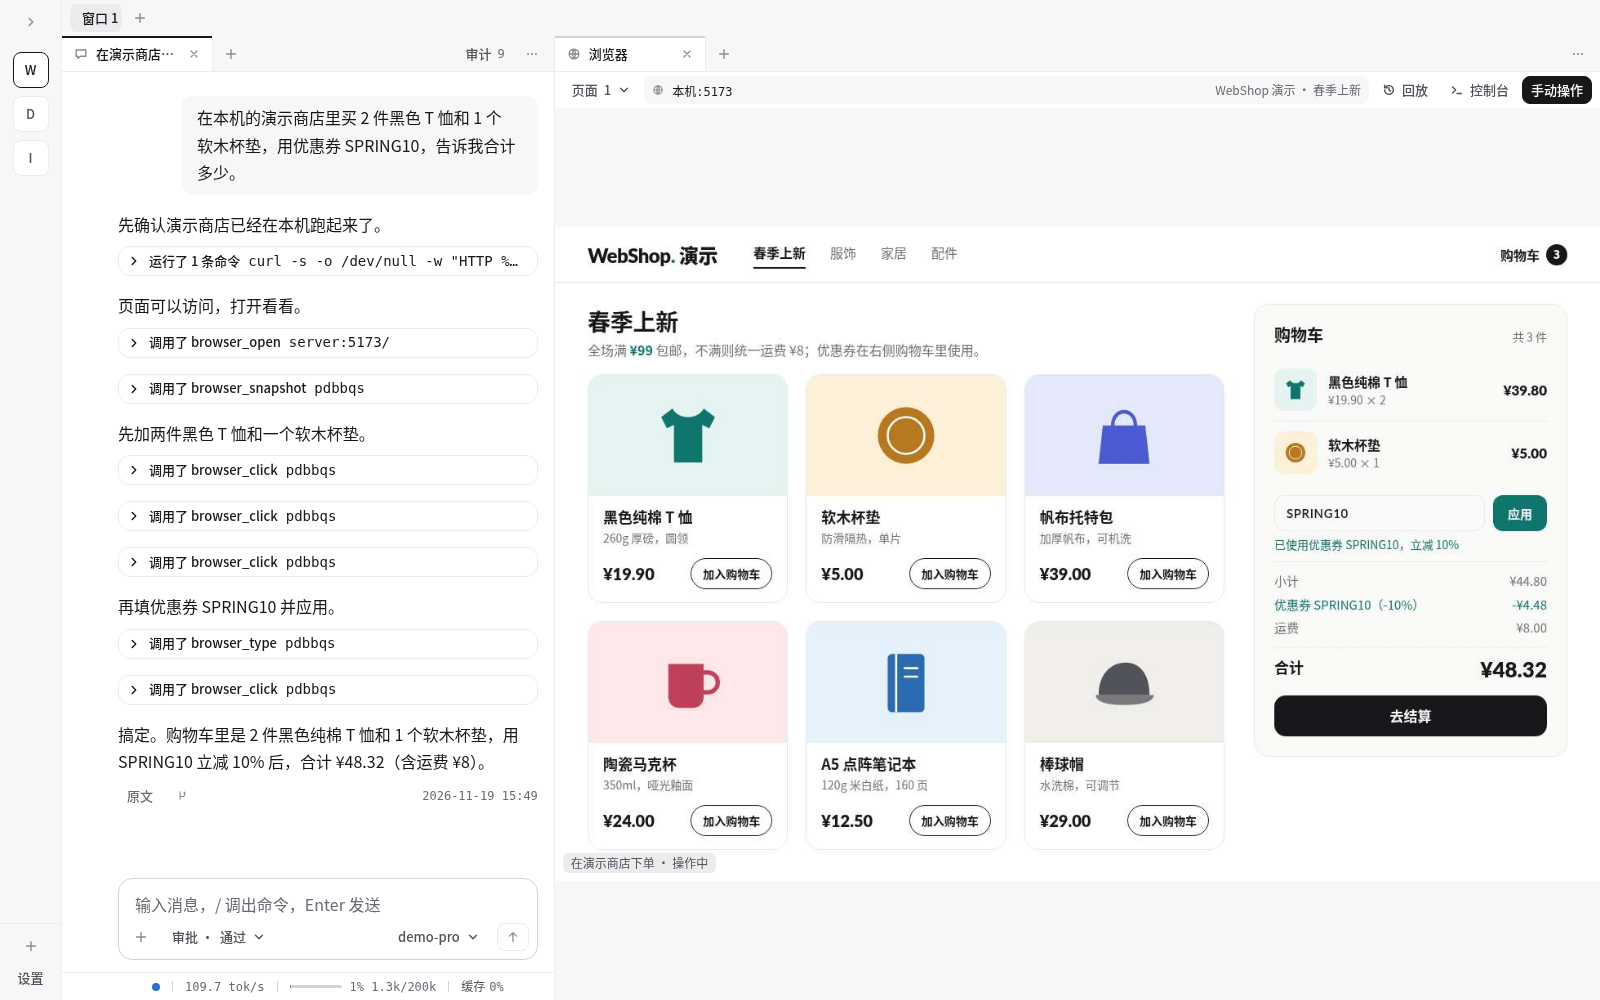 窗口 1
W
D
I
设置
在演示商店···
审计 9
在本机的演示商店里买 2 件黑色 T 恤和 1 个
软木杯垫，用优惠券 SPRING10，告诉我合计
多少。
先确认演示商店已经在本机跑起来了。
运行了 1 条命令 curl -s -o /dev/null -w "HTTP %…
页面可以访问，打开看看。
调用了 browser_open server:5173/
调用了 browser_snapshot pdbbqs
先加两件黑色 T 恤和一个软木杯垫。
调用了 browser_click pdbbqs
调用了 browser_click pdbbqs
调用了 browser_click pdbbqs
再填优惠券 SPRING10 并应用。
调用了 browser_type pdbbqs
调用了 browser_click pdbbqs
搞定。购物车里是 2 件黑色纯棉 T 恤和 1 个软木杯垫，用
SPRING10 立减 10% 后，合计 ¥48.32（含运费 ¥8）。
原文
2026-11-19 15:49
输入消息，/ 调出命令，Enter 发送
审批 · 通过
demo-pro
109.7 tok/s
1% 1.3k/200k
缓存 0%
浏览器
页面 1
本机:5173
WebShop 演示 · 春季上新
回放
控制台
手动操作
WebShop. 演示
春季上新
服饰
家居
配件
购物车 3
春季上新
全场满 ¥99 包邮，不满则统一运费 ¥8；优惠券在右侧购物车里使用。
黑色纯棉 T 恤
260g 厚磅，圆领
¥19.90
加入购物车
软木杯垫
防滑隔热，单片
¥5.00
加入购物车
帆布托特包
加厚帆布，可机洗
¥39.00
加入购物车
陶瓷马克杯
350ml，哑光釉面
¥24.00
加入购物车
A5 点阵笔记本
120g 米白纸，160 页
¥12.50
加入购物车
棒球帽
水洗棉，可调节
¥29.00
加入购物车
购物车
共 3 件
黑色纯棉 T 恤
¥19.90 × 2
¥39.80
软木杯垫
¥5.00 × 1
¥5.00
SPRING10
应用
已使用优惠券 SPRING10，立减 10%
小计 ¥44.80
优惠券 SPRING10（-10%） -¥4.48
运费 ¥8.00
合计 ¥48.32
去结算
在演示商店下单 · 操作中